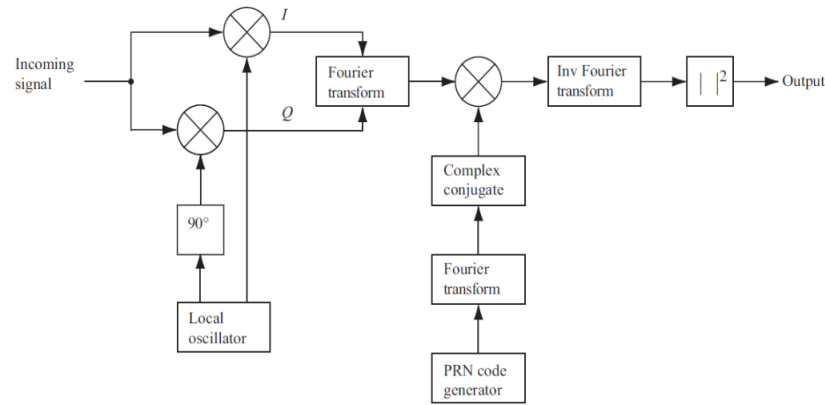 I
Incoming
signal
Fourier
transform
Inv Fourier
transform
| |²
Output
Q
Complex
conjugate
90°
Fourier
transform
Local
oscillator
PRN code
generator